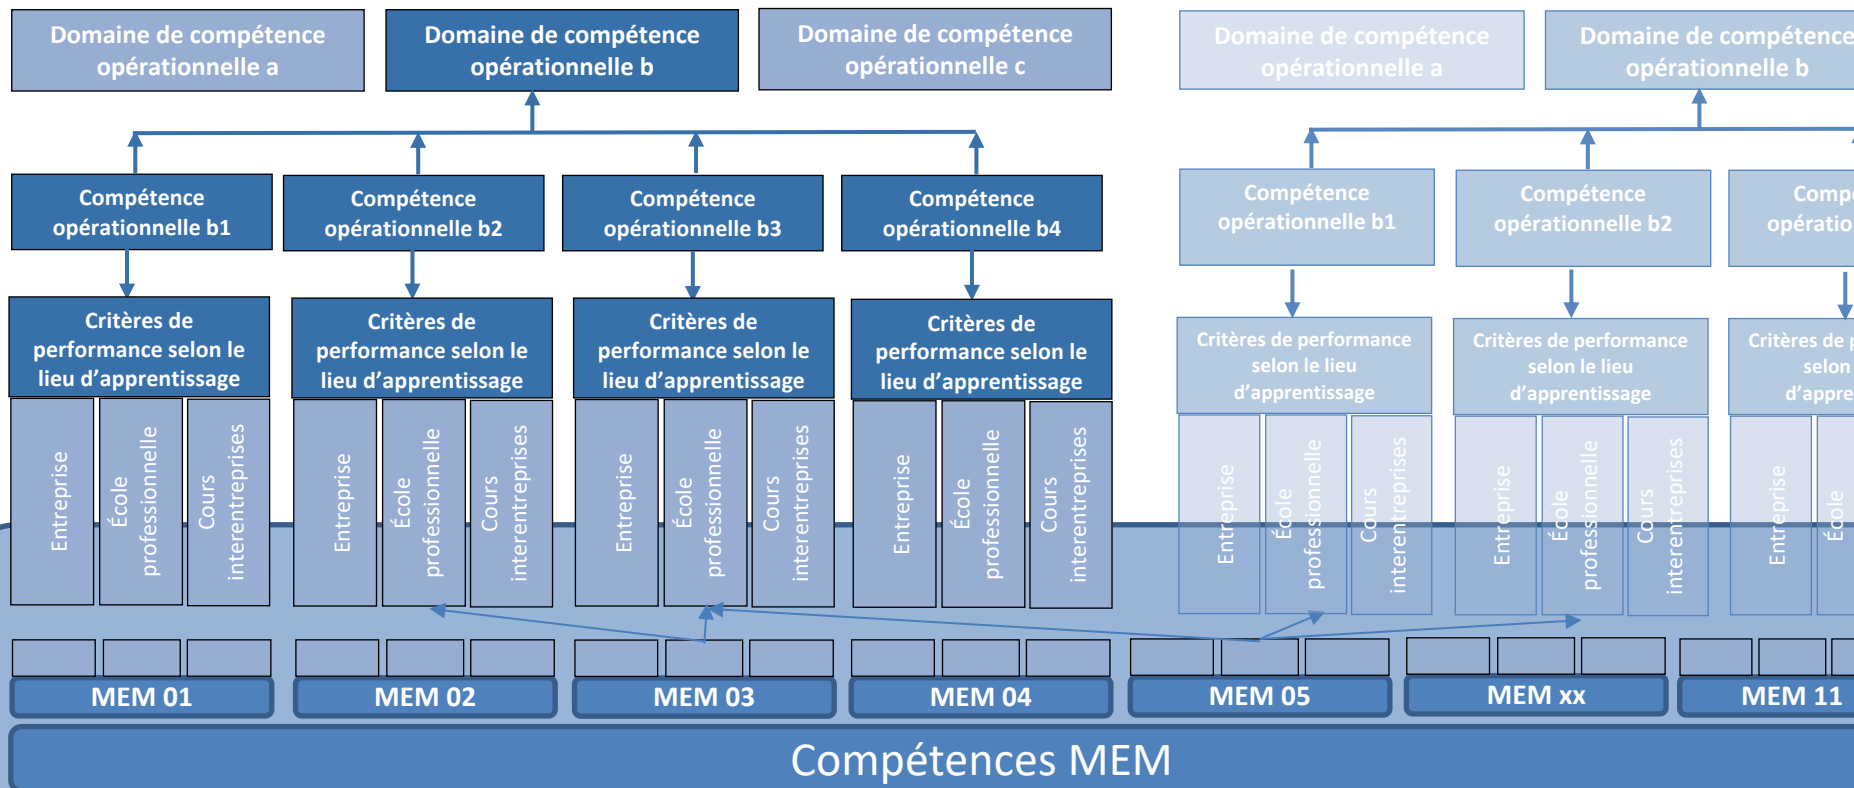 Domaine de compétence
opérationnelle a
Domaine de compétence
opérationnelle b
Domaine de compétence
opérationnelle c
Domaine de compétence
opérationnelle a
Domaine de compétence
opérationnelle b
Compétence
opérationnelle b1
Compétence
opérationnelle b2
Compétence
opérationnelle b3
Compétence
opérationnelle b4
Compétence
opérationnelle b1
Compétence
opérationnelle b2
Critères de
performance selon le
lieu d’apprentissage
Critères de
performance selon le
lieu d’apprentissage
Critères de
performance selon le
lieu d’apprentissage
Critères de
performance selon le
lieu d’apprentissage
Critères de performance
selon le lieu
d’apprentissage
Critères de performance
selon le lieu
d’apprentissage
Critères de
selon
Entreprise
École
professionnelle
Cours
interentreprises
Entreprise
École
professionnelle
Cours
interentreprises
Entreprise
École
professionnelle
Cours
interentreprises
Entreprise
École
professionnelle
Cours
interentreprises
Entreprise
École
professionnelle
Cours
interentreprises
Entreprise
École
professionnelle
Cours
interentreprises
Entreprise
École
MEM 01
MEM 02
MEM 03
MEM 04
MEM 05
MEM xx
MEM 11
Compétences MEM